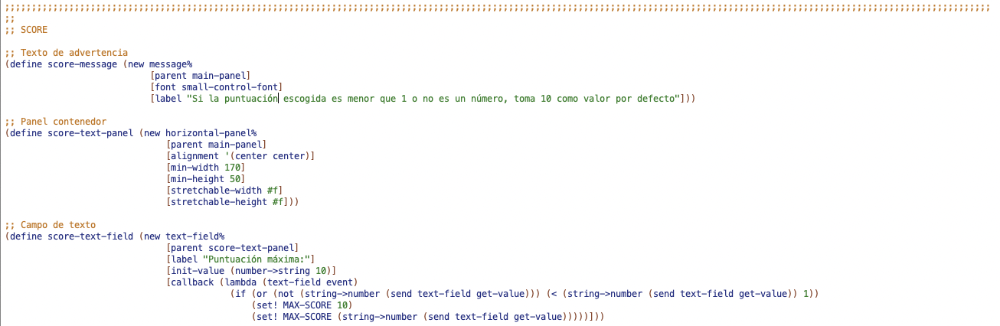 ;;;;;;;;;;;;;;;;;;;;;;;;;;;;;;;;;;;;;;;;;;;;;;;;;;;;;;;;;;;;;;;;;;;;;;;;;;;;;;;;;;;;;;;;;;;;;;;;;;;;;;;;;;;;;;;;;;;;;;;;;;;;;;;;;;;;;;;;;;;;;;;;;;;;;;;;;;;;;;;;;;;;;;;;;;;;;;;;;;;;;;;;;
;;
;; SCORE

;; Texto de advertencia
(define score-message (new message%
                           [parent main-panel]
                           [font small-control-font]
                           [label "Si la puntuación escogida es menor que 1 o no es un número, toma 10 como valor por defecto"]))

;; Panel contenedor
(define score-text-panel (new horizontal-panel%
                              [parent main-panel]
                              [alignment '(center center)]
                              [min-width 170]
                              [min-height 50]
                              [stretchable-width #f]
                              [stretchable-height #f]))

;; Campo de texto
(define score-text-field (new text-field%
                              [parent score-text-panel]
                              [label "Puntuación máxima:"]
                              [init-value (number->string 10)]
                              [callback (lambda (text-field event)
                                          (if (or (not (string->number (send text-field get-value))) (< (string->number (send text-field get-value)) 1))
                                              (set! MAX-SCORE 10)
                                              (set! MAX-SCORE (string->number (send text-field get-value)))))]))